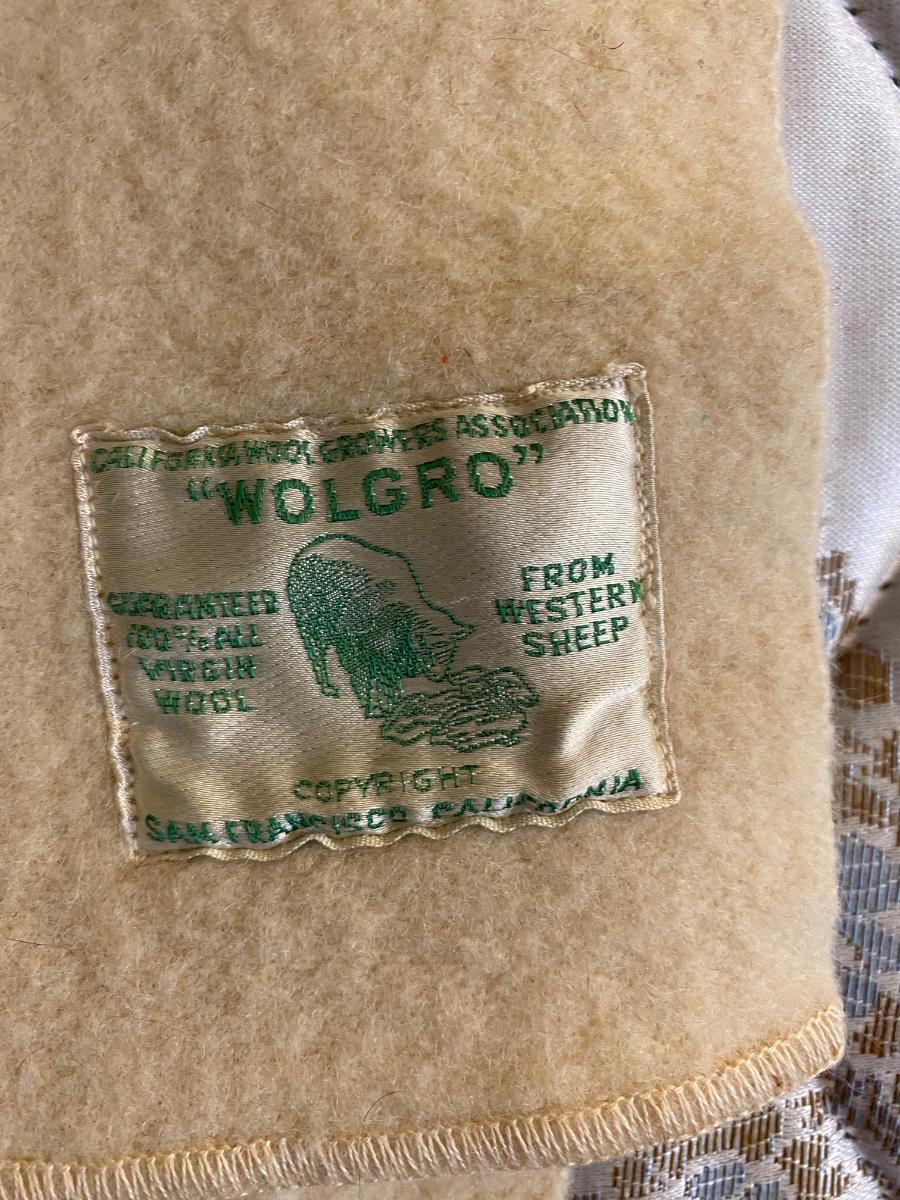 CALIFORNIA WOOL GROWERS ASSOCIATION
“WOLGRO”
GUARANTEED
100% ALL
VIRGIN
WOOL
FROM
WESTERN
SHEEP
COPYRIGHT
SAN FRANCISCO CALIFORNIA